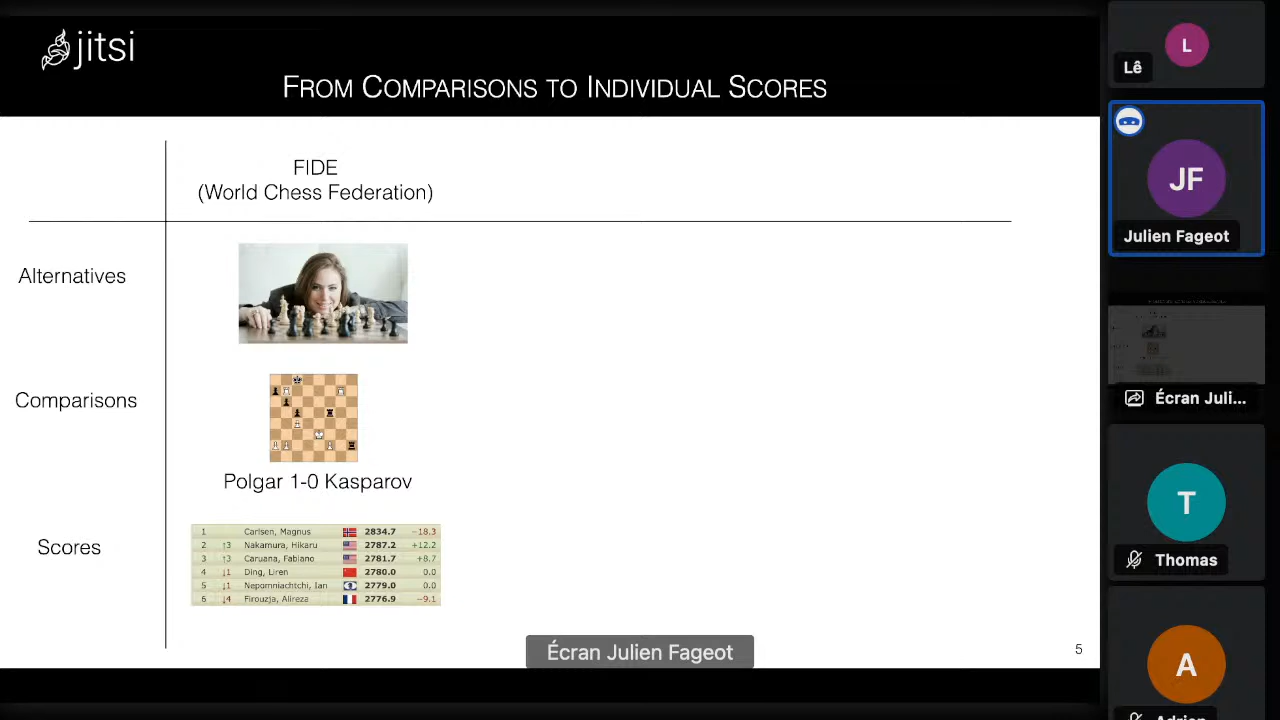 jitsi
FROM COMPARISONS TO INDIVIDUAL SCORES
FIDE
(World Chess Federation)
Alternatives
Comparisons
Polgar 1-0 Kasparov
Scores
1 Carlsen, Magnus 2834.7 −18.3
2 ↑3 Nakamura, Hikaru 2787.2 +12.2
3 ↑3 Caruana, Fabiano 2781.7 +8.7
4 ↓1 Ding, Liren 2780.0 0.0
5 ↓1 Nepomniachtchi, Ian 2779.0 0.0
6 ↓4 Firouzja, Alireza 2776.9 −9.1
Écran Julien Fageot
5
L
Lê
JF
Julien Fageot
Écran Juli...
T
Thomas
A